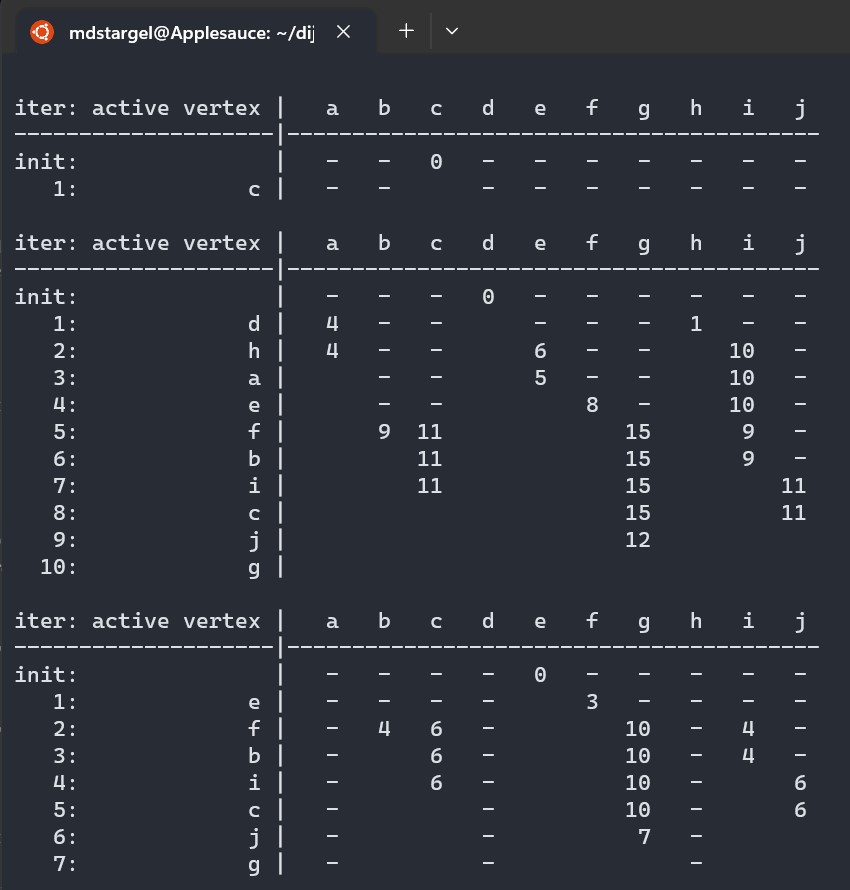 mdstargel@Applesauce: ~/dij
iter: active vertex |   a   b   c   d   e   f   g   h   i   j
--------------------|-----------------------------------------
init:               |   -   -   0   -   -   -   -   -   -   -
   1:             c |   -   -       -   -   -   -   -   -   -
iter: active vertex |   a   b   c   d   e   f   g   h   i   j
--------------------|-----------------------------------------
init:               |   -   -   -   0   -   -   -   -   -   -
   1:             d |   4   -   -       -   -   -   1   -   -
   2:             h |   4   -   -       6   -   -      10   -
   3:             a |       -   -       5   -   -      10   -
   4:             e |       -   -           8   -      10   -
   5:             f |       9  11              15       9   -
   6:             b |          11              15       9   -
   7:             i |          11              15          11
   8:             c |                          15          11
   9:             j |                          12
  10:             g |
iter: active vertex |   a   b   c   d   e   f   g   h   i   j
--------------------|-----------------------------------------
init:               |   -   -   -   -   0   -   -   -   -   -
   1:             e |   -   -   -   -       3   -   -   -   -
   2:             f |   -   4   6   -          10   -   4   -
   3:             b |   -       6   -          10   -   4   -
   4:             i |   -       6   -          10   -       6
   5:             c |   -           -          10   -       6
   6:             j |   -           -           7   -
   7:             g |   -           -               -